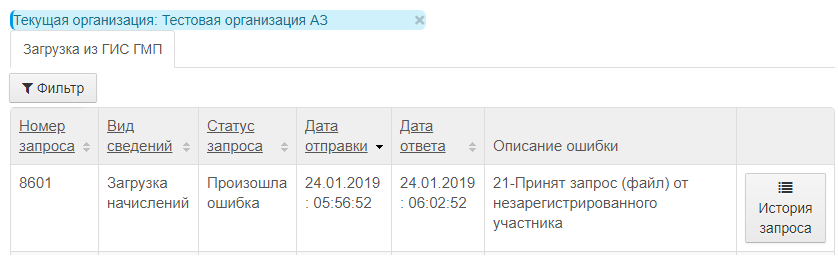 Текущая организация: Тестовая организация АЗ ×
Загрузка из ГИС ГМП
Фильтр
Номер запроса
Вид сведений
Статус запроса
Дата отправки
Дата ответа
Описание ошибки
8601
Загрузка начислений
Произошла ошибка
24.01.2019
: 05:56:52
24.01.2019
: 06:02:52
21-Принят запрос (файл) от
незарегистрированного
участника
История
запроса